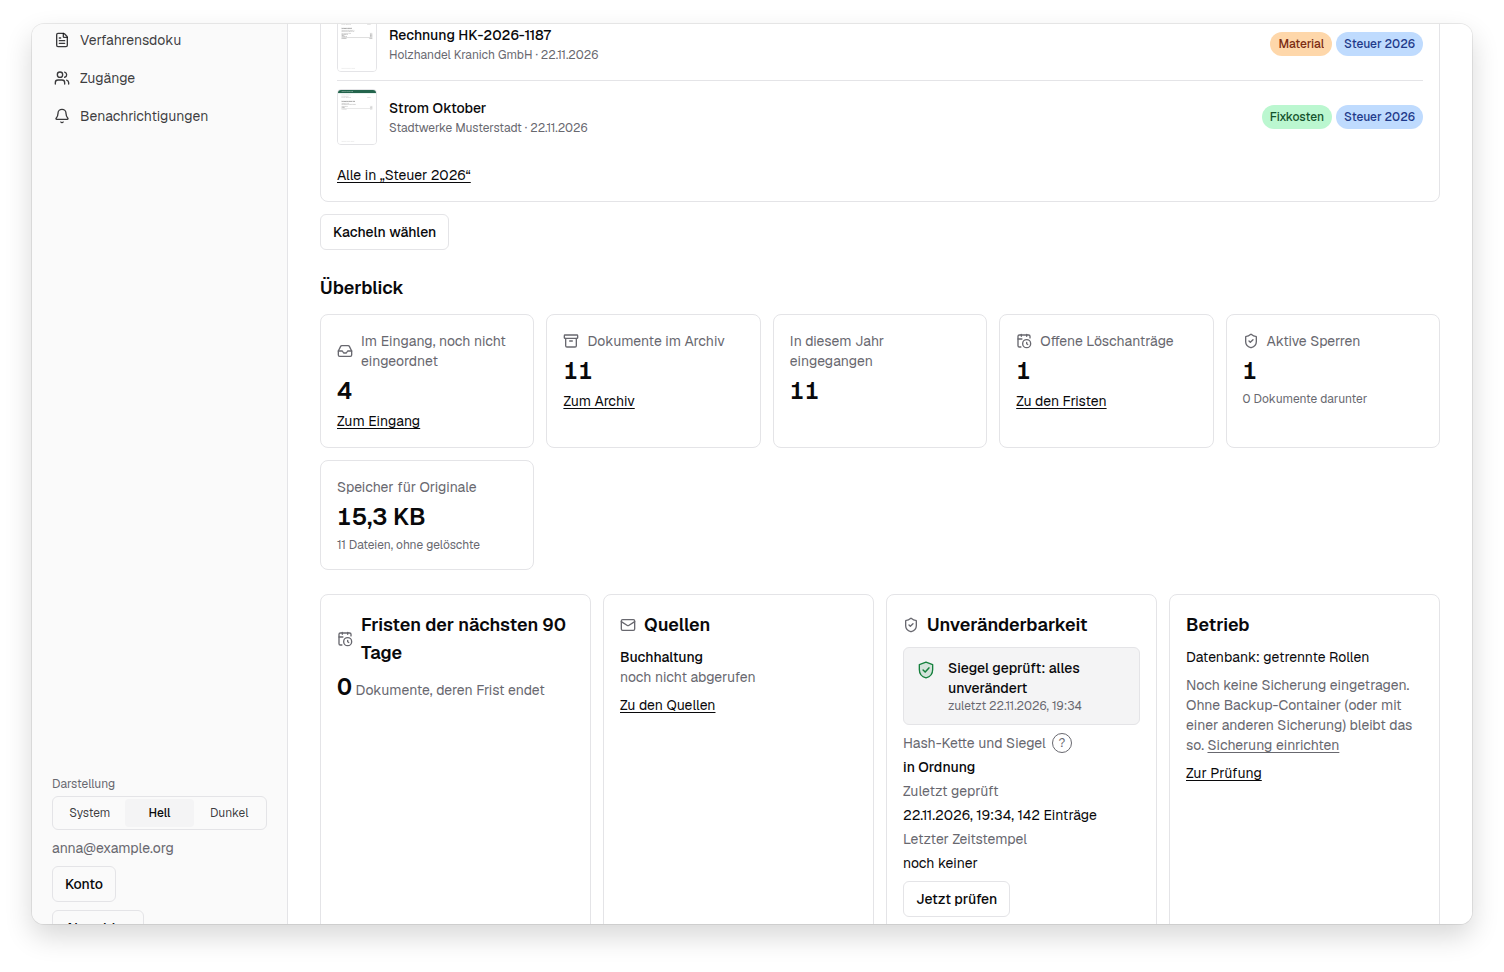 Verfahrensdoku
Zugänge
Benachrichtigungen
Darstellung
System Hell Dunkel
anna@example.org
Konto
Rechnung HK-2026-1187
Holzhandel Kranich GmbH · 22.11.2026
Material Steuer 2026
Strom Oktober
Stadtwerke Musterstadt · 22.11.2026
Fixkosten Steuer 2026
Alle in „Steuer 2026“
Kacheln wählen
Überblick
Im Eingang, noch nicht
eingeordnet
4
Zum Eingang
Dokumente im Archiv
11
Zum Archiv
In diesem Jahr
eingegangen
11
Offene Löschanträge
1
Zu den Fristen
Aktive Sperren
1
0 Dokumente darunter
Speicher für Originale
15,3 KB
11 Dateien, ohne gelöschte
Fristen der nächsten 90
Tage
0 Dokumente, deren Frist endet
Quellen
Buchhaltung
noch nicht abgerufen
Zu den Quellen
Unveränderbarkeit
Siegel geprüft: alles
unverändert
zuletzt 22.11.2026, 19:34
Hash-Kette und Siegel ?
in Ordnung
Zuletzt geprüft
22.11.2026, 19:34, 142 Einträge
Letzter Zeitstempel
noch keiner
Jetzt prüfen
Betrieb
Datenbank: getrennte Rollen
Noch keine Sicherung eingetragen.
Ohne Backup-Container (oder mit
einer anderen Sicherung) bleibt das
so. Sicherung einrichten
Zur Prüfung